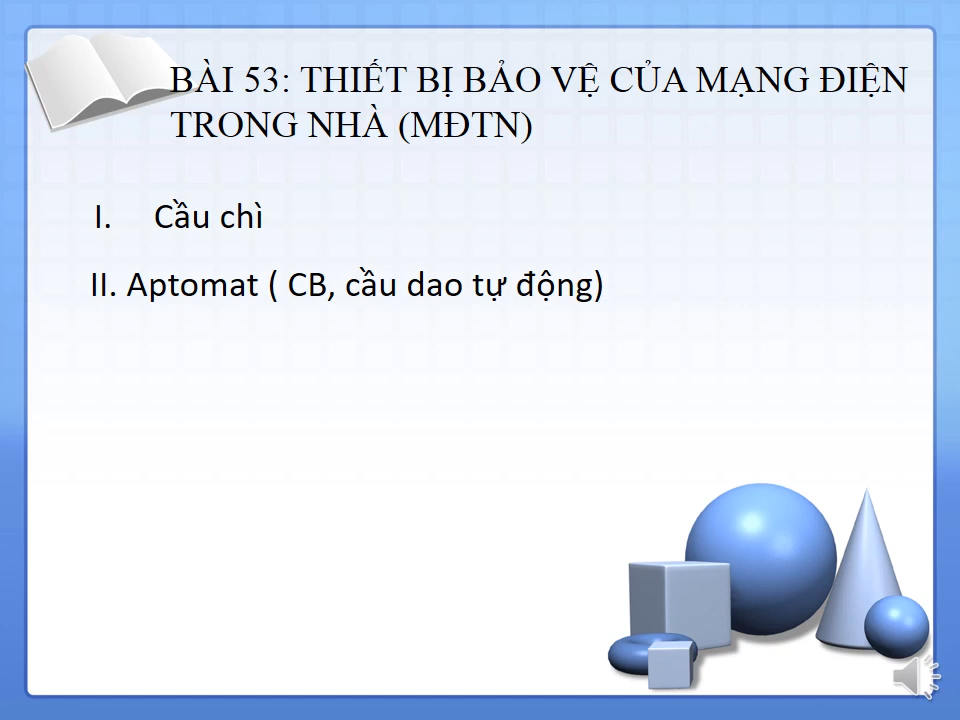 BÀI 53: THIẾT BỊ BẢO VỆ CỦA MẠNG ĐIỆN
TRONG NHÀ (MĐTN)
I. Cầu chì
II. Aptomat ( CB, cầu dao tự động)